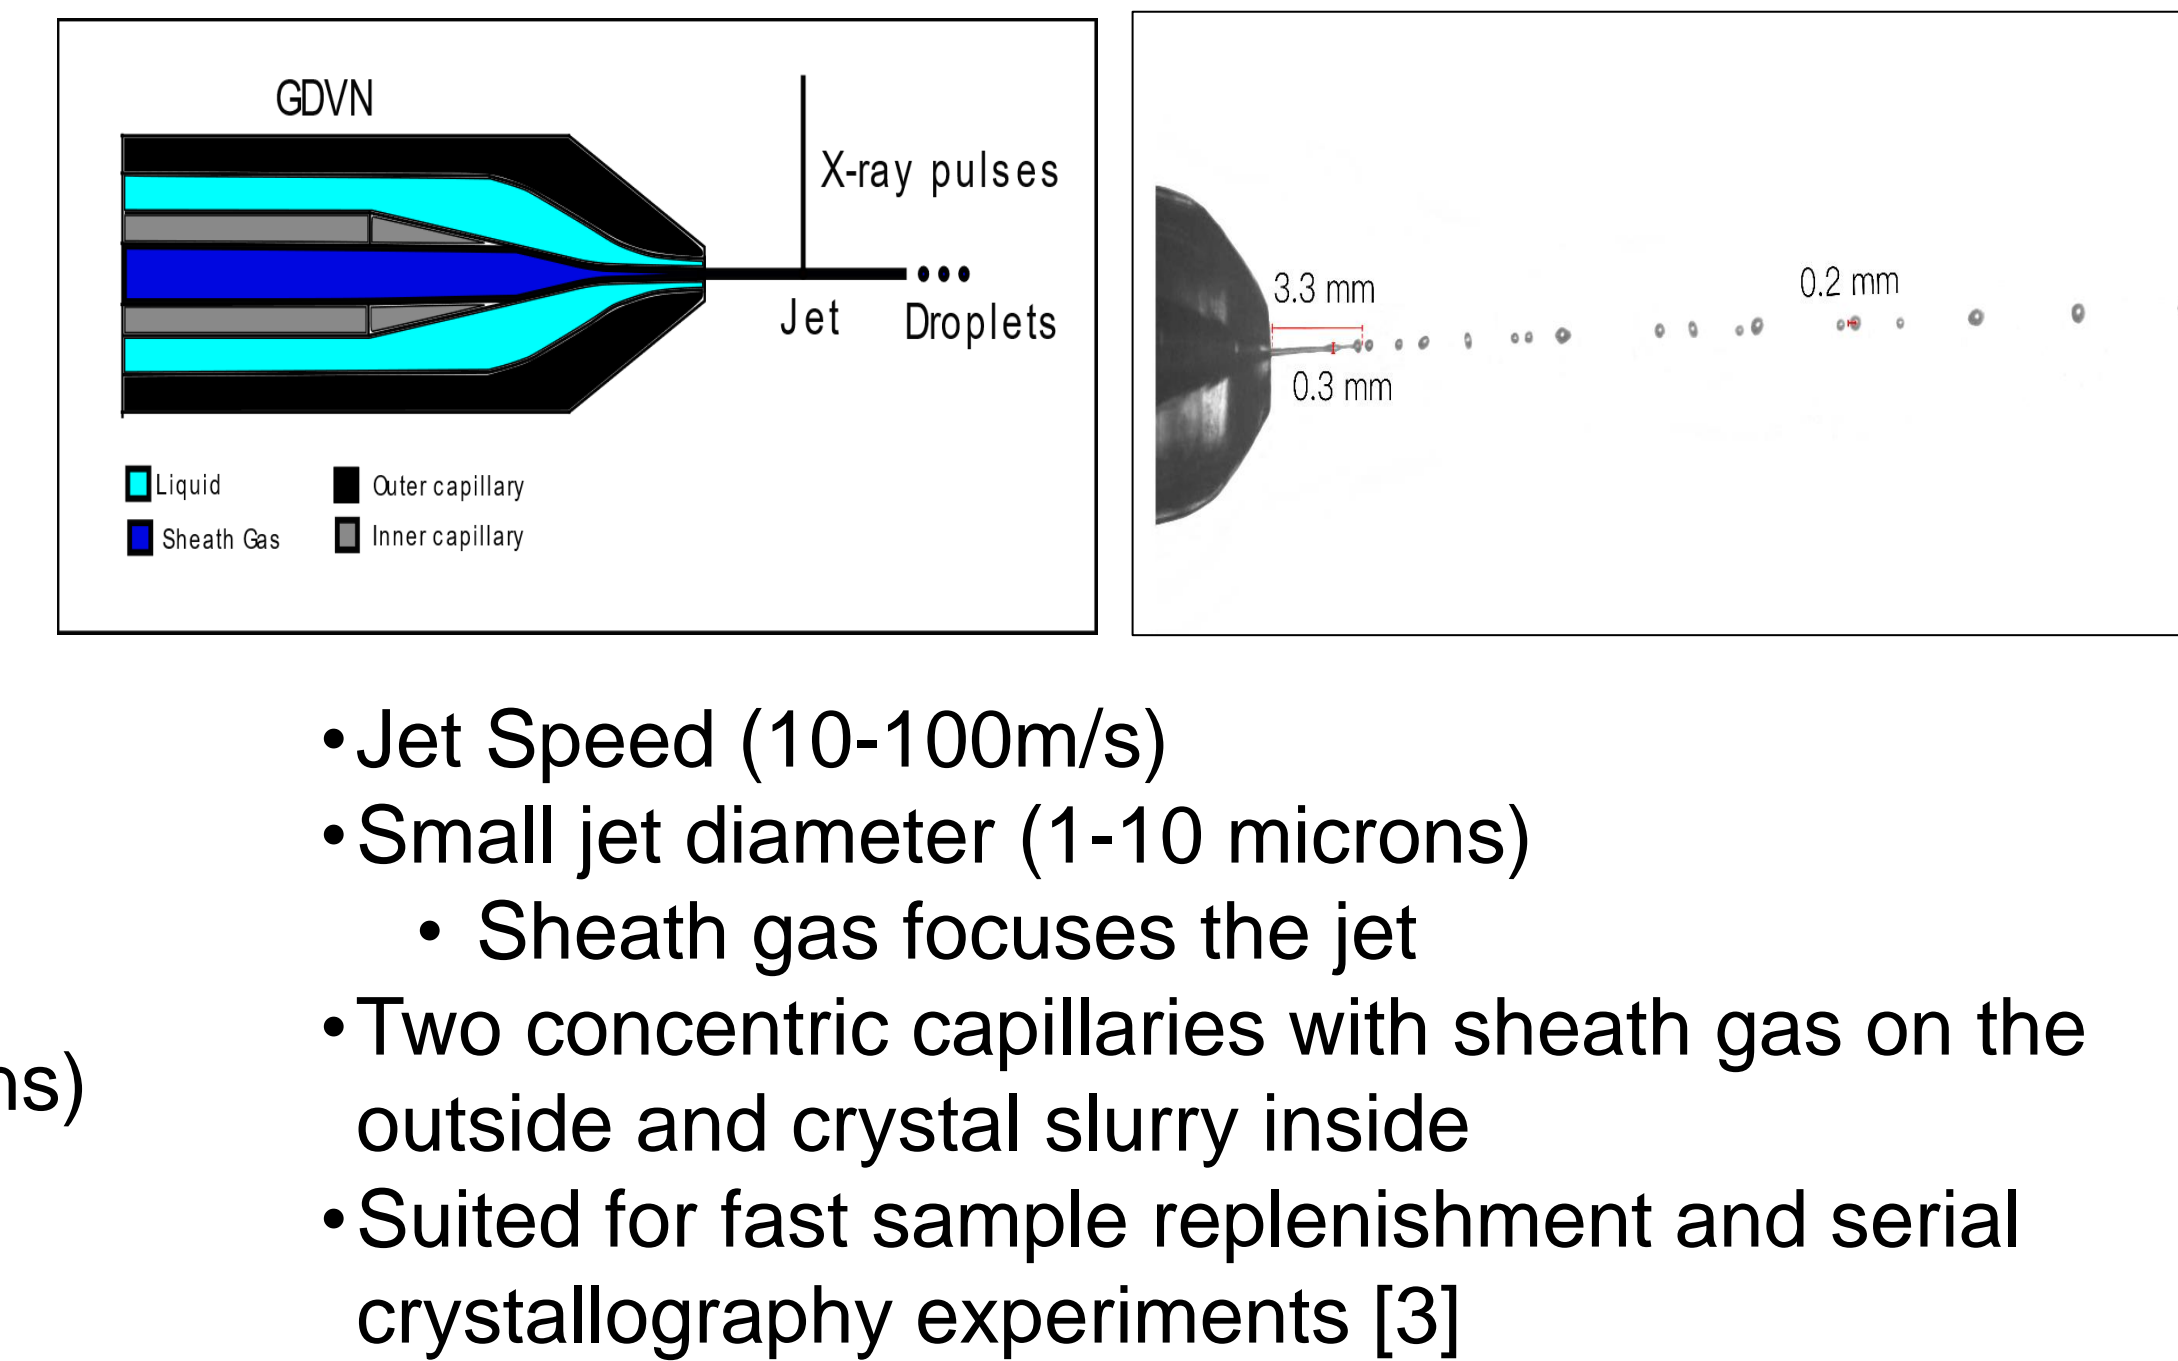 GDVN
X-ray pulses
Jet
Droplets
Liquid
Outer capillary
Sheath Gas
Inner capillary
3.3 mm
0.2 mm
0.3 mm
•Jet Speed (10-100m/s)
•Small jet diameter (1-10 microns)
• Sheath gas focuses the jet
•Two concentric capillaries with sheath gas on the
outside and crystal slurry inside
•Suited for fast sample replenishment and serial
crystallography experiments [3]
ns)